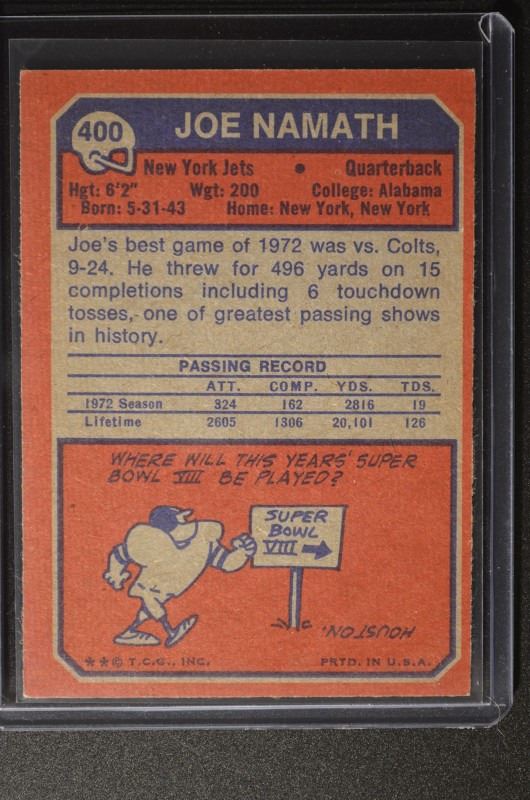 400
JOE NAMATH
New York Jets • Quarterback
Hgt: 6'2" Wgt: 200 College: Alabama
Born: 5-31-43 Home: New York, New York
Joe's best game of 1972 was vs. Colts,
9-24. He threw for 496 yards on 15
completions including 6 touchdown
tosses, one of greatest passing shows
in history.
PASSING RECORD
ATT. COMP. YDS. TDS.
1972 Season 324 162 2816 19
Lifetime 2605 1306 20,101 126
WHERE WILL THIS YEARS' SUPER
BOWL VIII BE PLAYED?
SUPER
BOWL
VIII →
HOUSTON.
**© T.C.G., INC. PRTD. IN U.S.A.